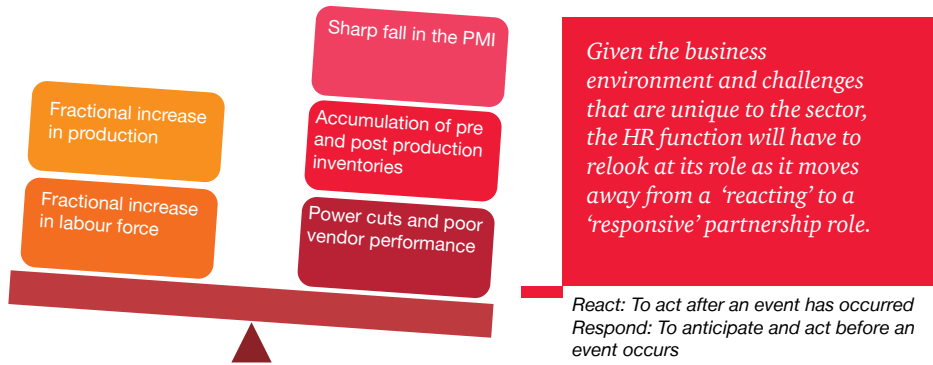 Fractional increase
in production
Fractional increase
in labour force
Sharp fall in the PMI
Accumulation of pre
and post production
inventories
Power cuts and poor
vendor performance
Given the business
environment and challenges
that are unique to the sector,
the HR function will have to
relook at its role as it moves
away from a ‘reacting’ to a
‘responsive’ partnership role.
React: To act after an event has occurred
Respond: To anticipate and act before an
event occurs